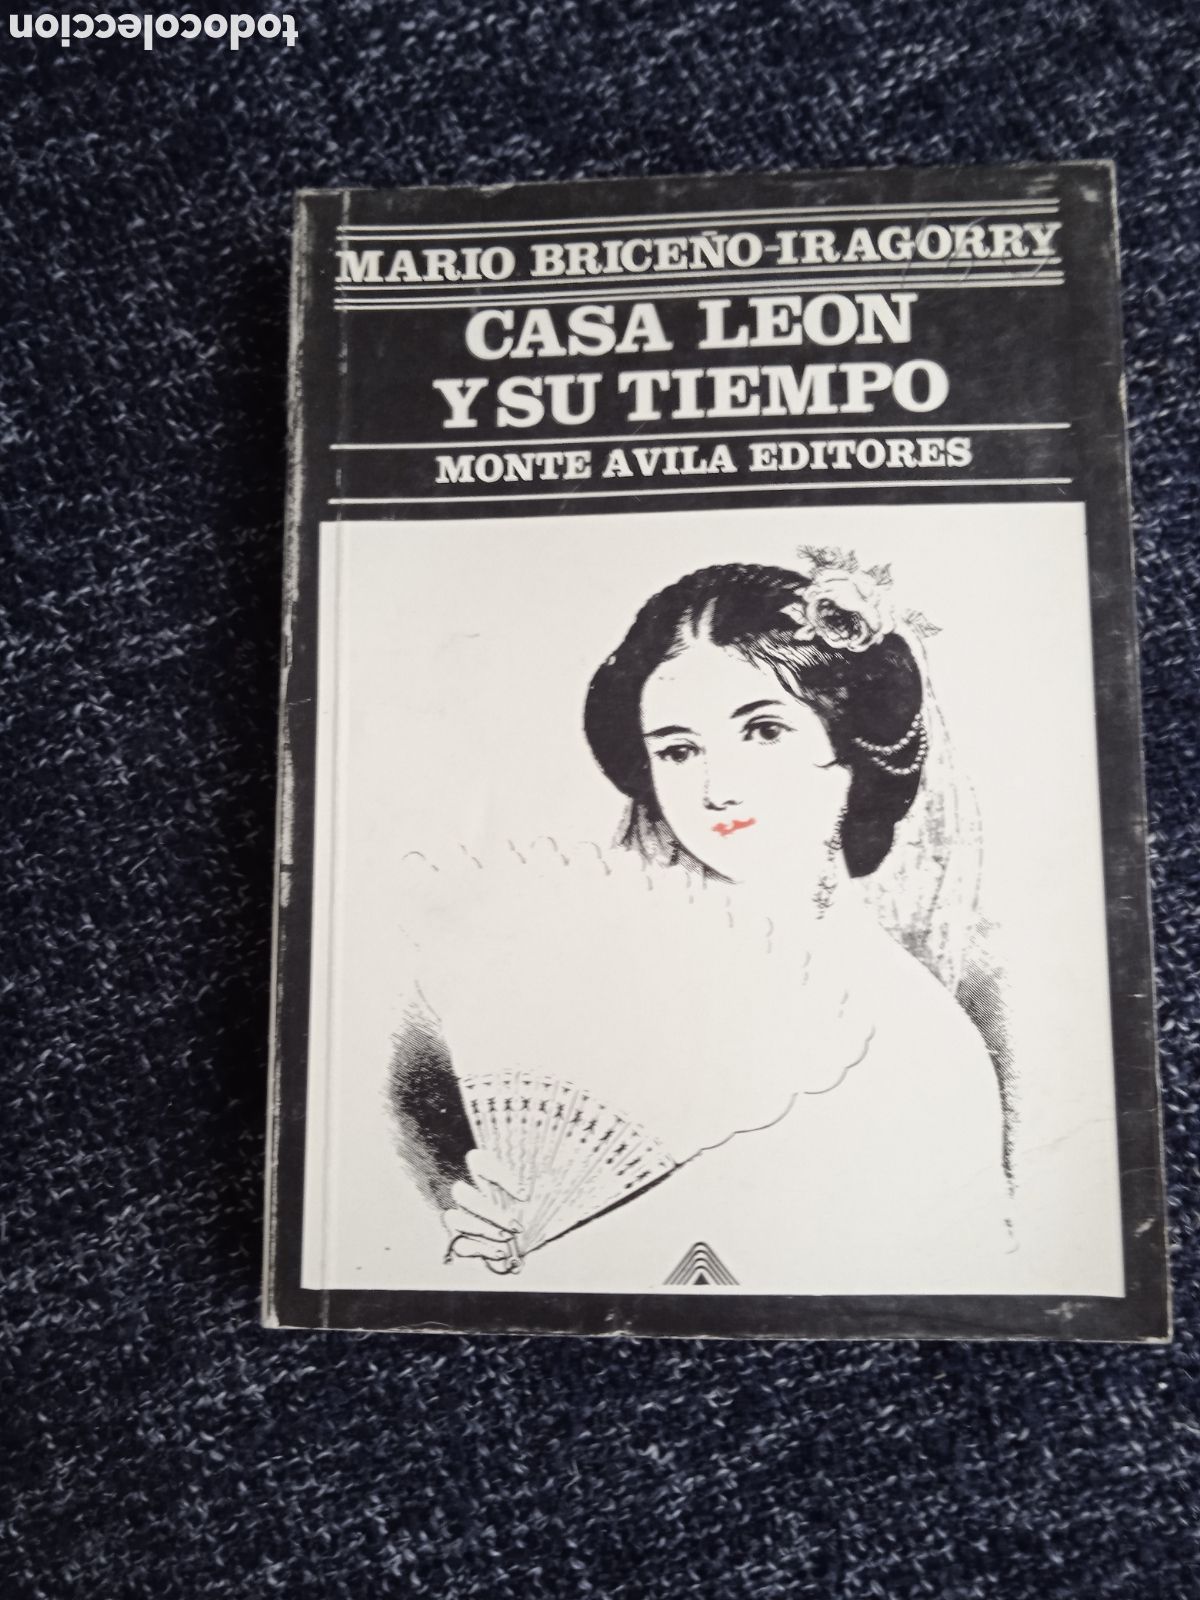 todocoleccion
MARIO BRICEÑO-IRAGORRY
CASA LEON
Y SU TIEMPO
MONTE AVILA EDITORES